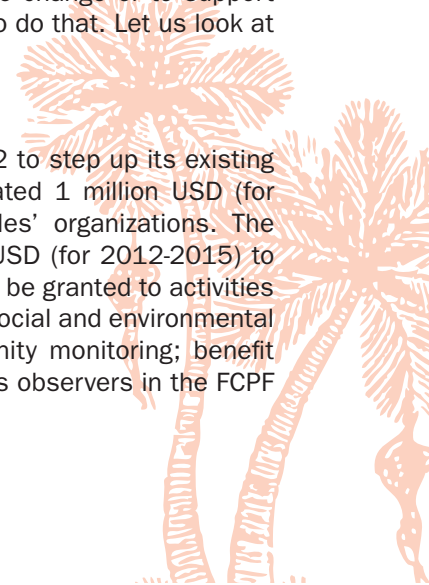 change or to support
o do that. Let us look at
2 to step up its existing
ated 1 million USD (for
les’ organizations. The
USD (for 2012-2015) to
be granted to activities
ocial and environmental
nity monitoring; benefit
s observers in the FCPF